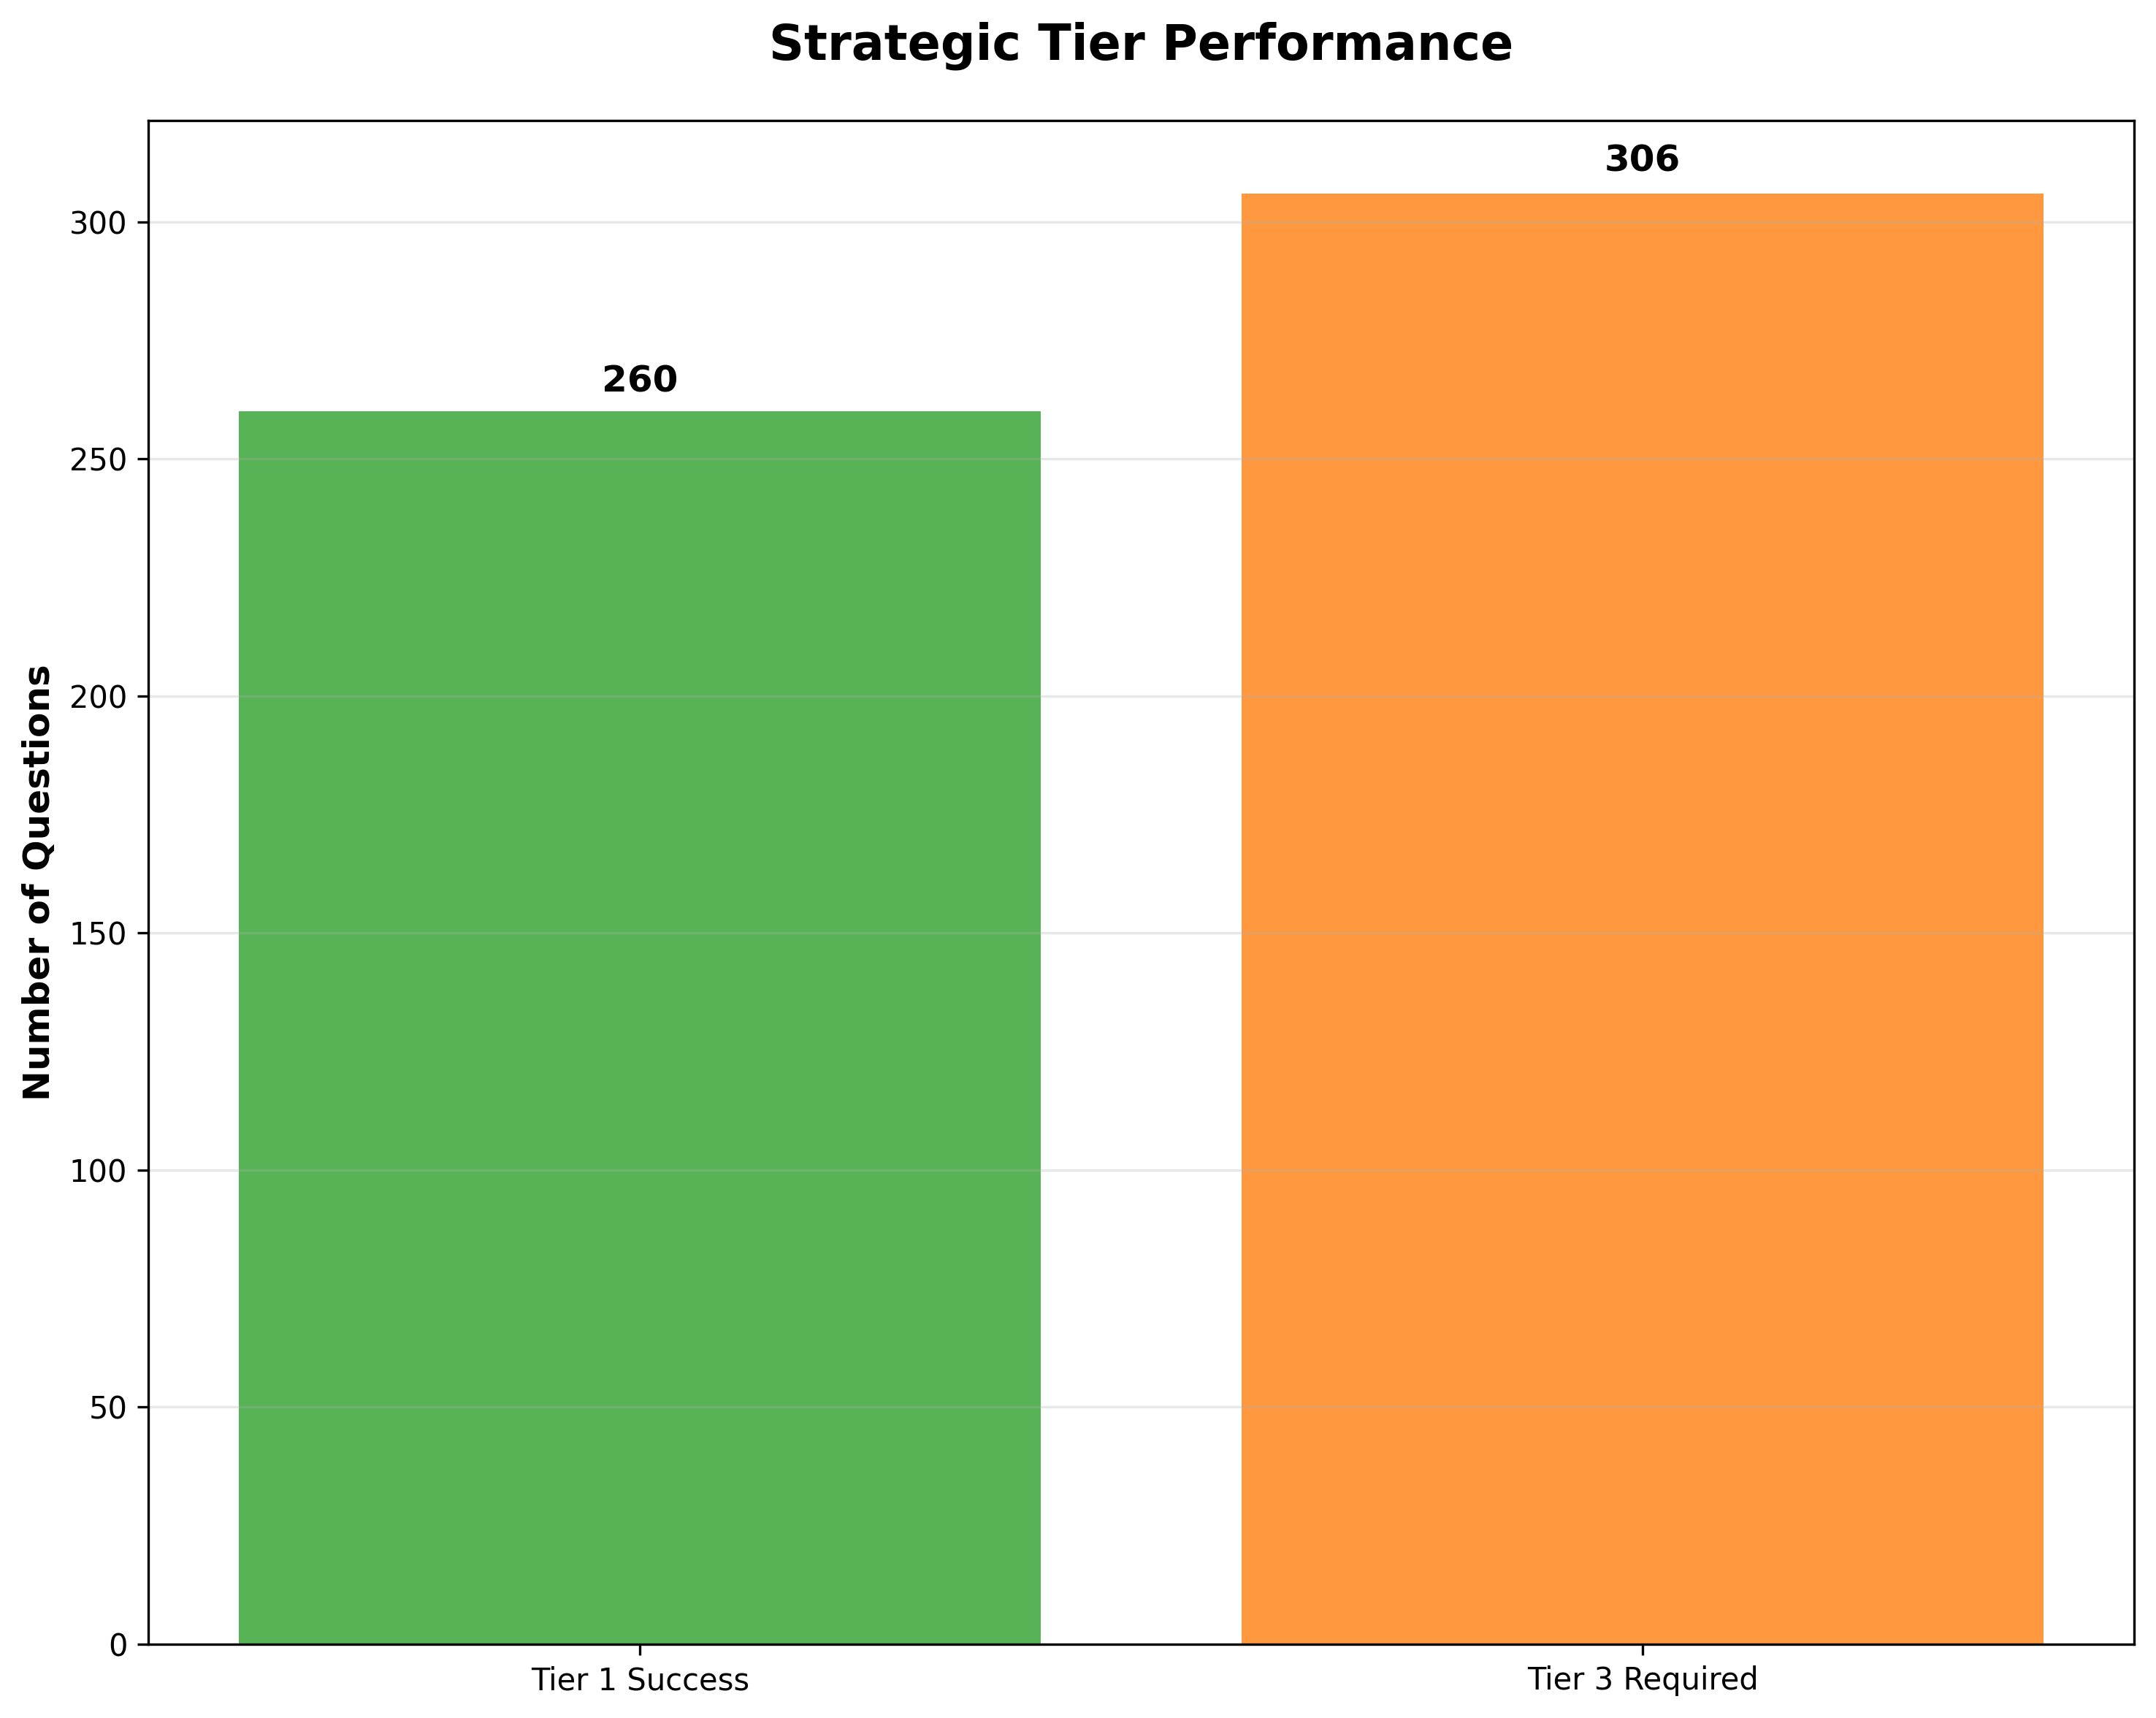 Strategic Tier Performance
Number of Questions
300
250
200
150
100
50
0
260
306
Tier 1 Success
Tier 3 Required